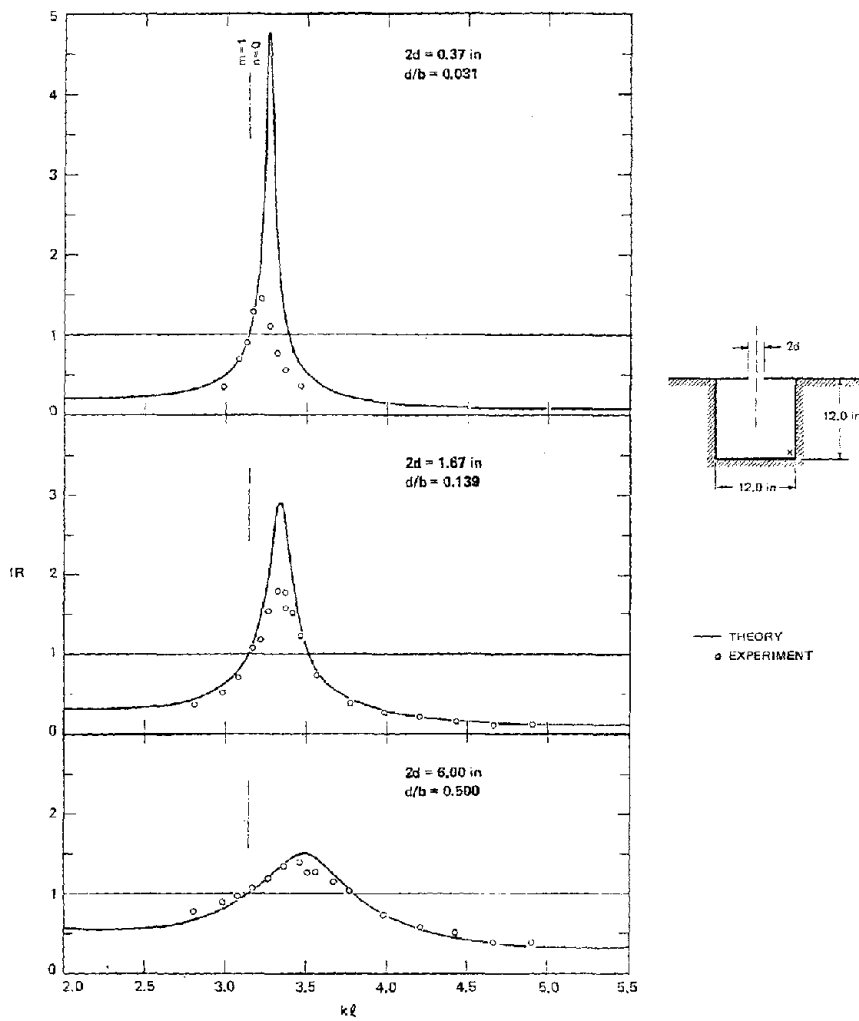 5
4
3
2
1
0
m=1
n=0
2d = 0.37 in
d/b = 0.031
3
2
1
0
2d = 1.67 in
d/b = 0.139
1R
2
1
0
2d = 6.00 in
d/b = 0.500
2.0 2.5 3.0 3.5 4.0 4.5 5.0 5.5
kℓ
2d
12.0 in
x
12.0 in
THEORY
o EXPERIMENT